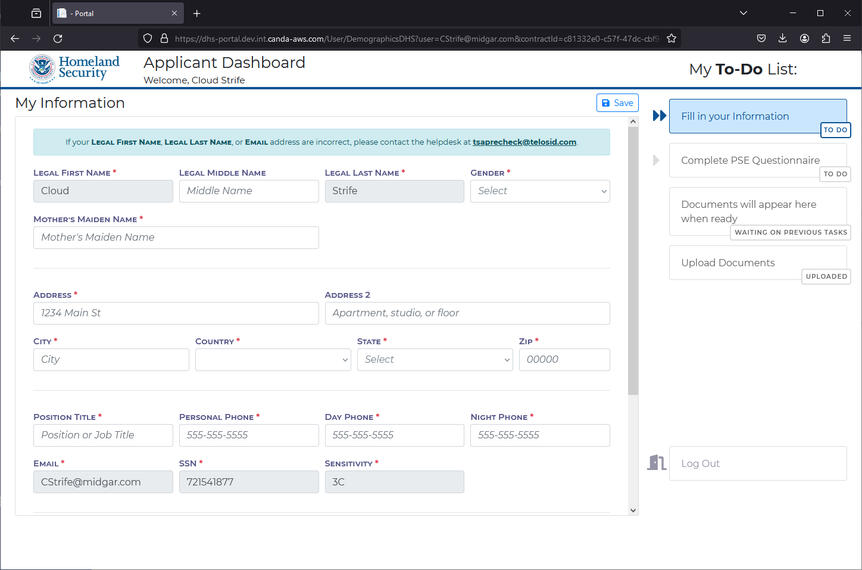 - Portal
https://dhs-portal.dev.int.canda-aws.com/User/DemographicsDHS?user=CStrife@midgar.com&contractId=c81332e0-c57f-47dc-cbf9
Homeland
Security
Applicant Dashboard
Welcome, Cloud Strife
My To-Do List:
My Information
Save
If your Legal First Name, Legal Last Name, or Email address are incorrect, please contact the helpdesk at tsaprecheck@telosid.com.
Legal First Name * Legal Middle Name Legal Last Name * Gender *
Cloud Middle Name Strife Select
Mother's Maiden Name *
Mother's Maiden Name
Address * Address 2
1234 Main St Apartment, studio, or floor
City * Country * State * Zip *
City Select 00000
Position Title * Personal Phone * Day Phone * Night Phone *
Position or Job Title 555-555-5555 555-555-5555 555-555-5555
Email * SSN * Sensitivity *
CStrife@midgar.com 721541877 3C
Fill in your Information
TO DO
Complete PSE Questionnaire
TO DO
Documents will appear here
when ready
WAITING ON PREVIOUS TASKS
Upload Documents
UPLOADED
Log Out